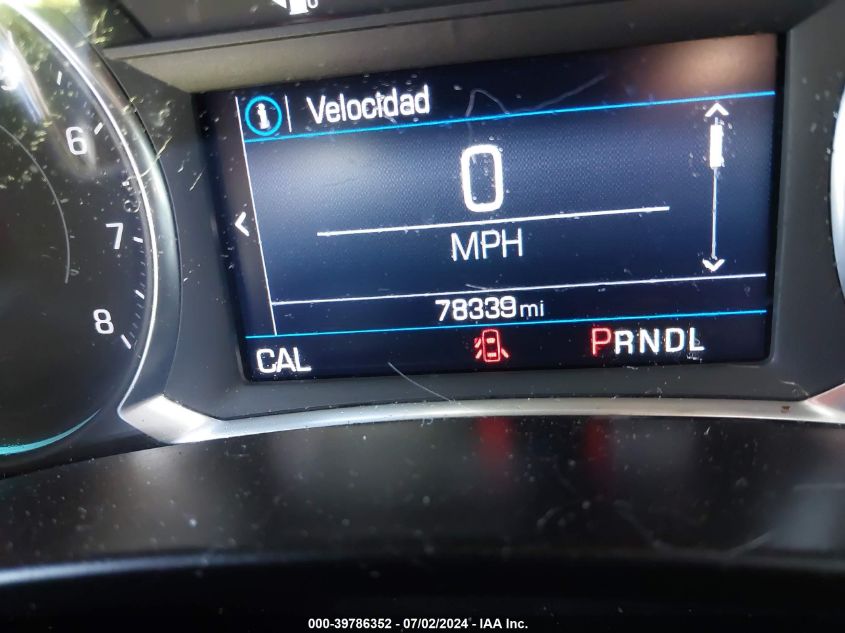 6
7
8
Velocidad
0
MPH
78339 mi
CAL
PRNDL
000-39786352 - 07/02/2024 - IAA Inc.